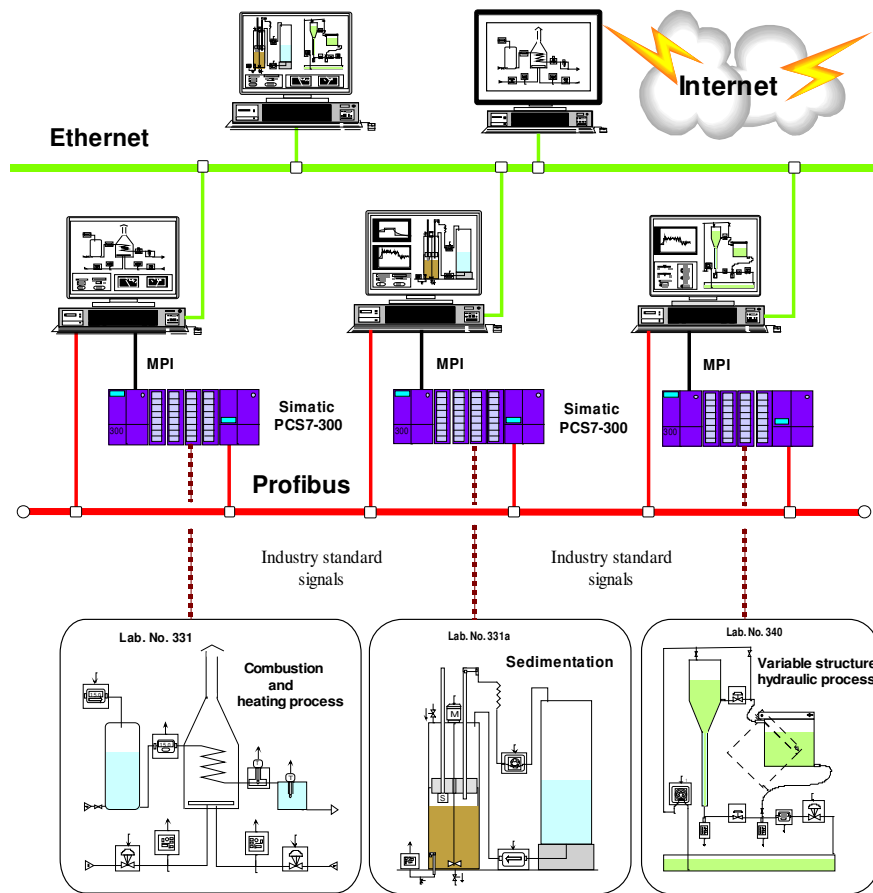 Internet
Ethernet
MPI
MPI
MPI
Simatic
PCS7-300
Simatic
PCS7-300
300
300
300
Profibus
Industry standard
signals
Industry standard
signals
Lab. No. 331
Combustion
and
heating process
Lab. No.331a
Sedimentation
M
S
Lab. No. 340
Variable structure
hydraulic process
T
T